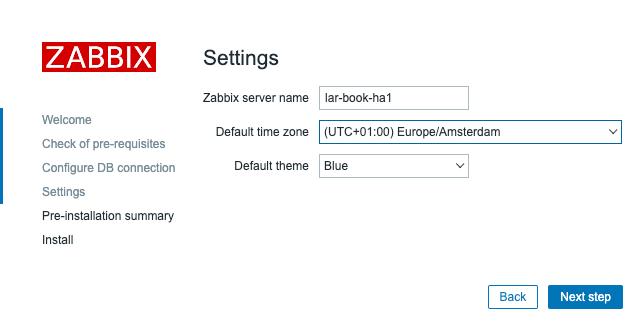 ZABBIX
Settings
Zabbix server name lar-book-ha1
Default time zone (UTC+01:00) Europe/Amsterdam
Default theme Blue
Welcome
Check of pre-requisites
Configure DB connection
Settings
Pre-installation summary
Install
Back Next step